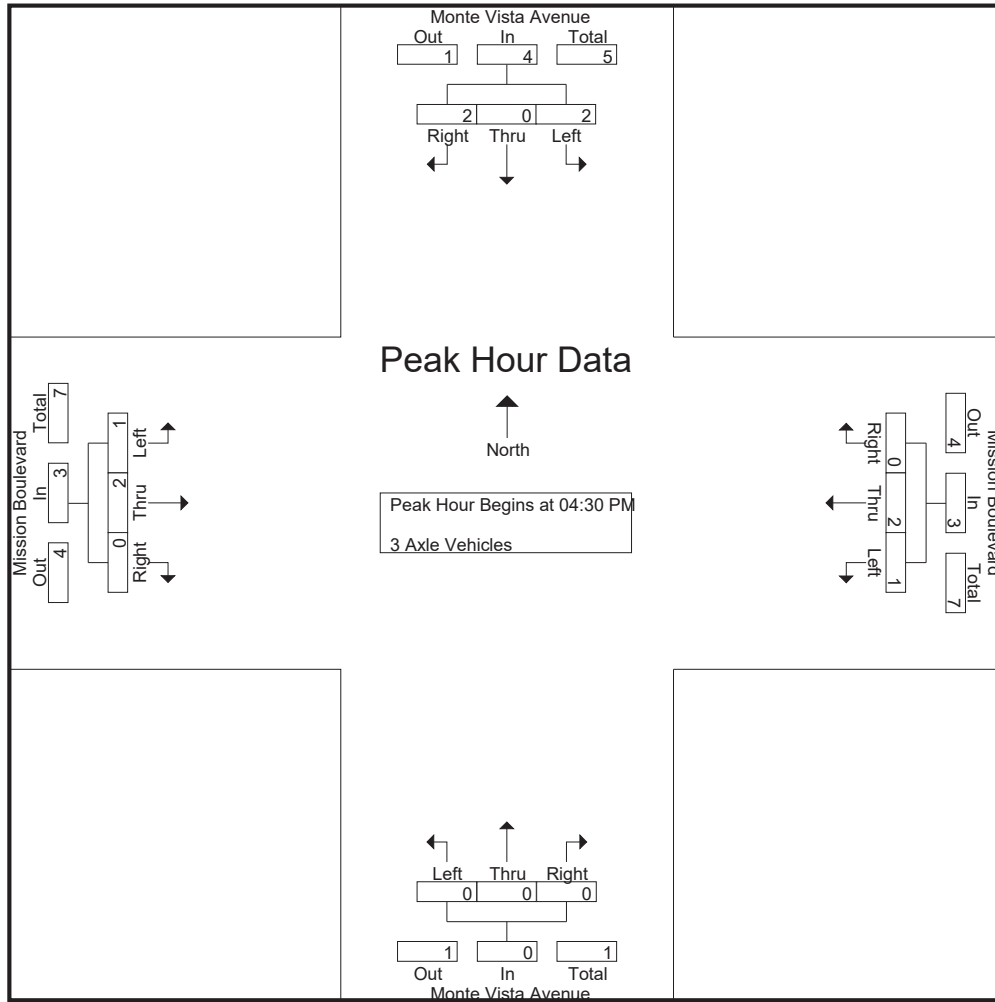 Monte Vista Avenue
Out In Total
1 4 5
2 0 2
Right Thru Left
Peak Hour Data
North
Peak Hour Begins at 04:30 PM
3 Axle Vehicles
Mission Boulevard
Out In Total
4 3 7
Left Thru Right
1 2 0
Mission Boulevard
Out In Total
4 3 7
Right Thru Left
0 2 1
Left Thru Right
0 0 0
1 0 1
Out In Total
Monte Vista Avenue